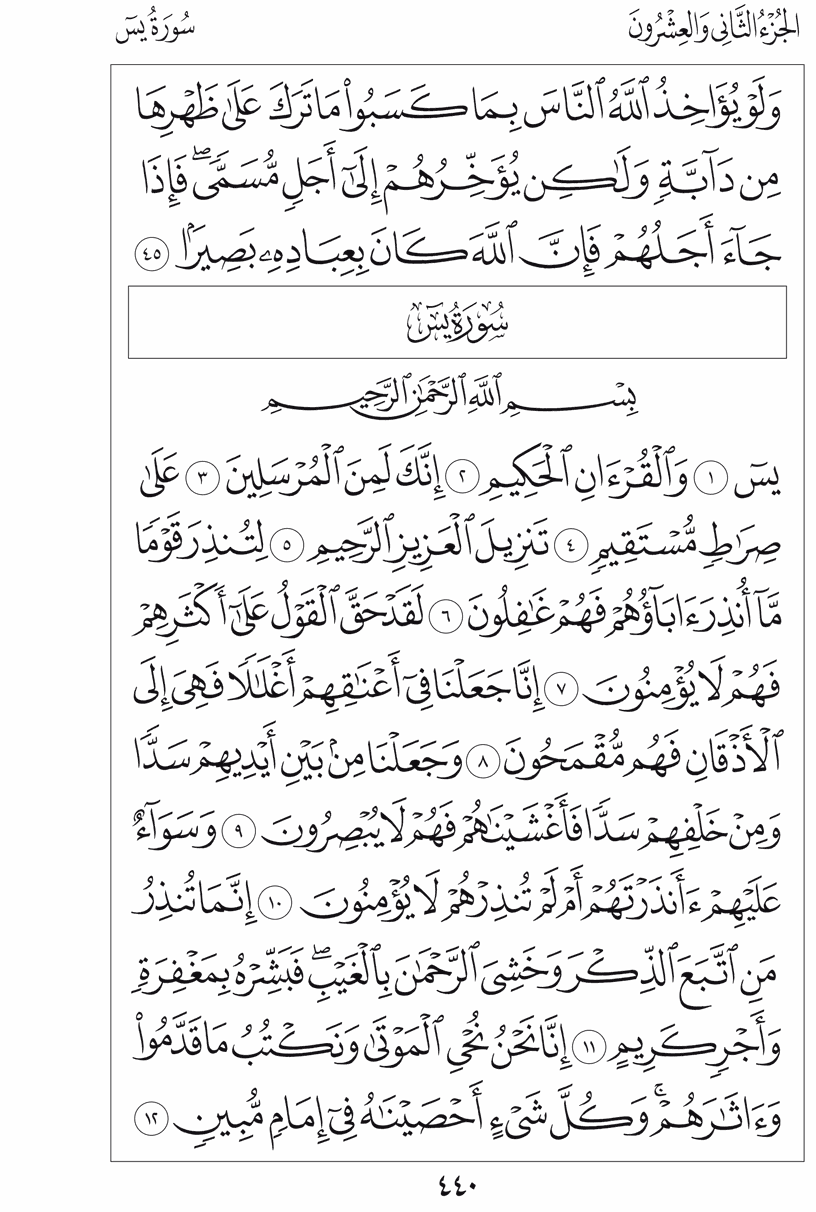 الجُزْءُ الثَّانِي وَالعِشْرُونَ
سُورَةُ يسٓ
وَلَوْ يُؤَاخِذُ ٱللَّهُ ٱلنَّاسَ بِمَا كَسَبُوا۟ مَا تَرَكَ عَلَىٰ ظَهْرِهَا
مِن دَآبَّةٍ وَلَٰكِن يُؤَخِّرُهُمْ إِلَىٰٓ أَجَلٍ مُّسَمًّى ۖ فَإِذَا
جَآءَ أَجَلُهُمْ فَإِنَّ ٱللَّهَ كَانَ بِعِبَادِهِۦ بَصِيرًۢا ٤٥
سُورَةُ يسٓ
بِسْمِ ٱللَّهِ ٱلرَّحْمَٰنِ ٱلرَّحِيمِ
يسٓ ١ وَٱلْقُرْءَانِ ٱلْحَكِيمِ ٢ إِنَّكَ لَمِنَ ٱلْمُرْسَلِينَ ٣ عَلَىٰ
صِرَٰطٍ مُّسْتَقِيمٍ ٤ تَنزِيلَ ٱلْعَزِيزِ ٱلرَّحِيمِ ٥ لِتُنذِرَ قَوْمًا
مَّآ أُنذِرَ ءَابَآؤُهُمْ فَهُمْ غَٰفِلُونَ ٦ لَقَدْ حَقَّ ٱلْقَوْلُ عَلَىٰٓ أَكْثَرِهِمْ
فَهُمْ لَا يُؤْمِنُونَ ٧ إِنَّا جَعَلْنَا فِىٓ أَعْنَٰقِهِمْ أَغْلَٰلًا فَهِىَ إِلَى
ٱلْأَذْقَانِ فَهُم مُّقْمَحُونَ ٨ وَجَعَلْنَا مِنۢ بَيْنِ أَيْدِيهِمْ سَدًّا
وَمِنْ خَلْفِهِمْ سَدًّا فَأَغْشَيْنَٰهُمْ فَهُمْ لَا يُبْصِرُونَ ٩ وَسَوَآءٌ
عَلَيْهِمْ ءَأَنذَرْتَهُمْ أَمْ لَمْ تُنذِرْهُمْ لَا يُؤْمِنُونَ ١٠ إِنَّمَا تُنذِرُ
مَنِ ٱتَّبَعَ ٱلذِّكْرَ وَخَشِىَ ٱلرَّحْمَٰنَ بِٱلْغَيْبِ ۖ فَبَشِّرْهُ بِمَغْفِرَةٍ
وَأَجْرٍ كَرِيمٍ ١١ إِنَّا نَحْنُ نُحْىِ ٱلْمَوْتَىٰ وَنَكْتُبُ مَا قَدَّمُوا۟
وَءَاثَٰرَهُمْ ۚ وَكُلَّ شَىْءٍ أَحْصَيْنَٰهُ فِىٓ إِمَامٍ مُّبِينٍ ١٢
٤٤٠